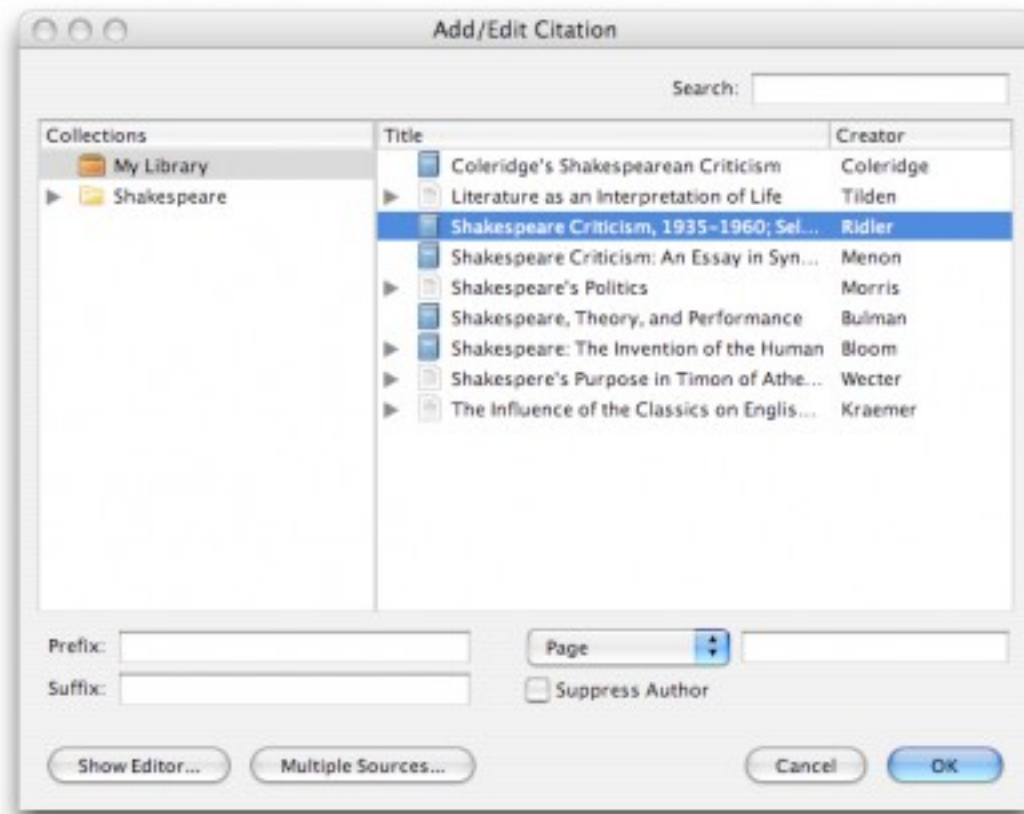 Add/Edit Citation
Search:
Collections
Title
Creator
My Library
Shakespeare
Coleridge's Shakespearean Criticism
Coleridge
Literature as an Interpretation of Life
Tilden
Shakespeare Criticism, 1935-1960; Sel...
Ridler
Shakespeare Criticism: An Essay in Syn...
Menon
Shakespeare's Politics
Morris
Shakespeare, Theory, and Performance
Bulman
Shakespeare: The Invention of the Human
Bloom
Shakespere's Purpose in Timon of Athe...
Wecter
The Influence of the Classics on Englis...
Kraemer
Prefix:
Page
Suffix:
Suppress Author
Show Editor...
Multiple Sources...
Cancel
OK